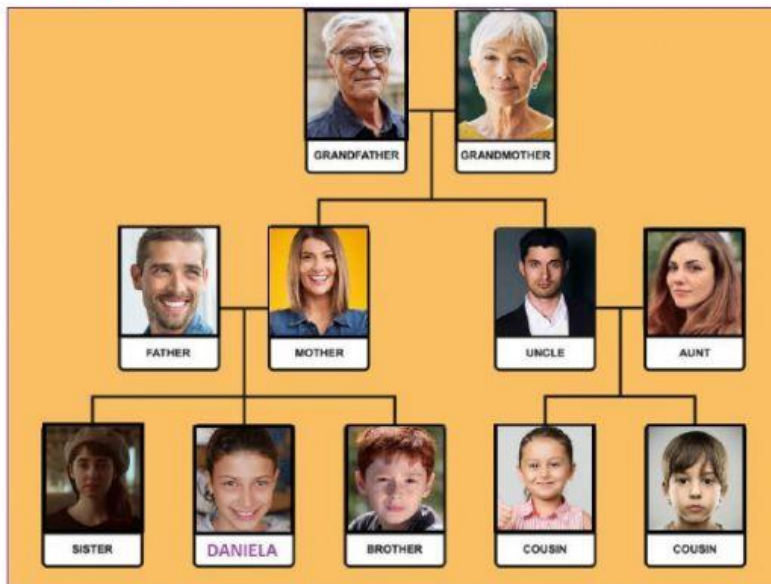 GRANDFATHER
GRANDMOTHER
FATHER
MOTHER
UNCLE
AUNT
SISTER
DANIELA
BROTHER
COUSIN
COUSIN